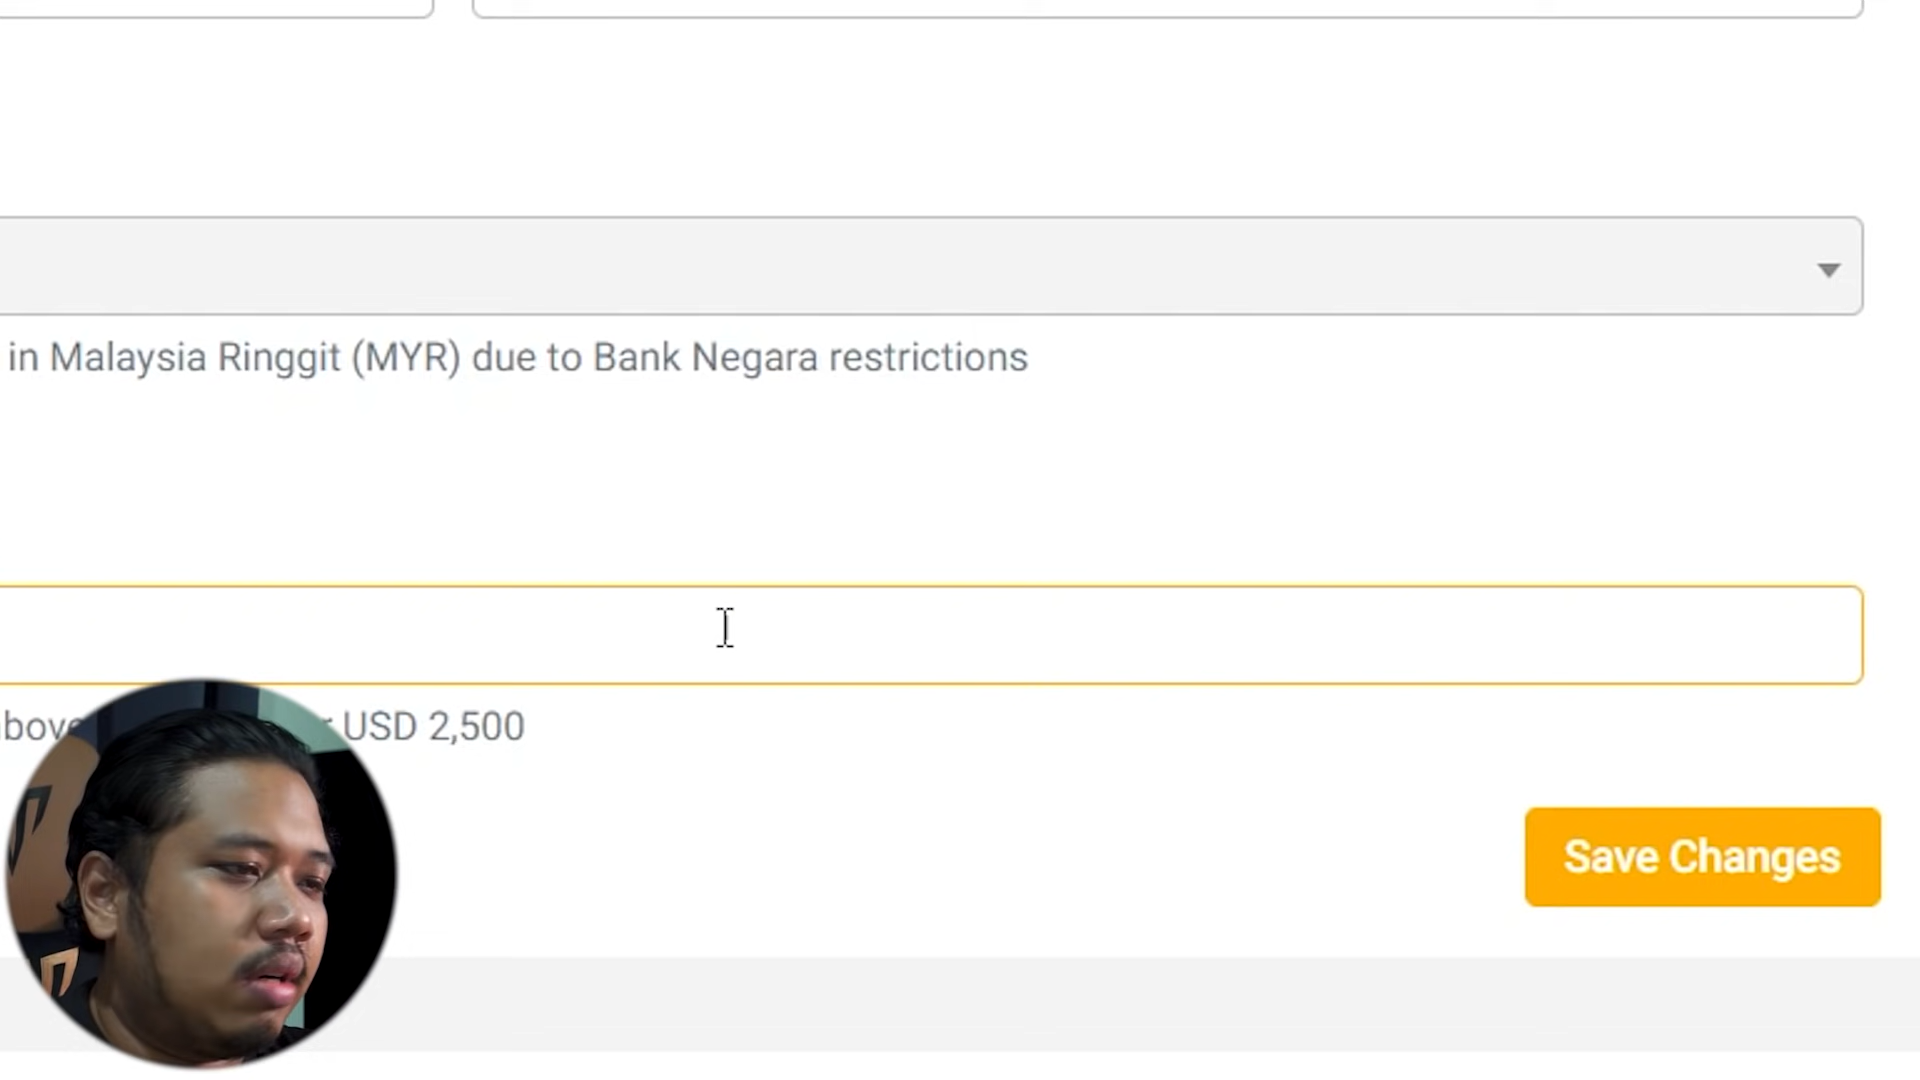 in Malaysia Ringgit (MYR) due to Bank Negara restrictions
USD 2,500
Save Changes